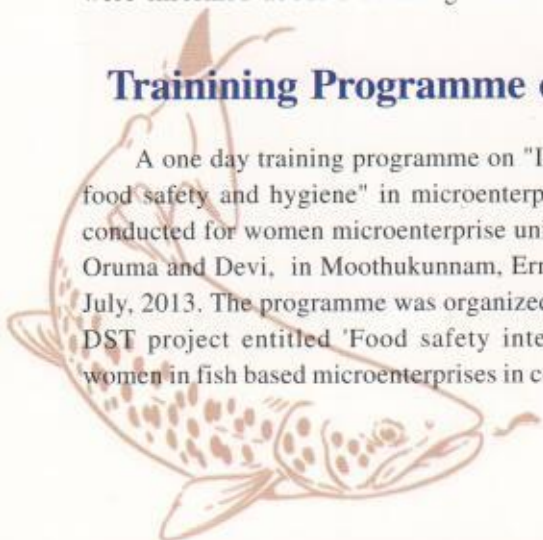 Trainining Programme
A one day training programme on "I
food safety and hygiene" in microenterp
conducted for women microenterprise un
Oruma and Devi, in Moothukunnam, Ern
July, 2013. The programme was organized
DST project entitled 'Food safety inte
women in fish based microenterprises in c